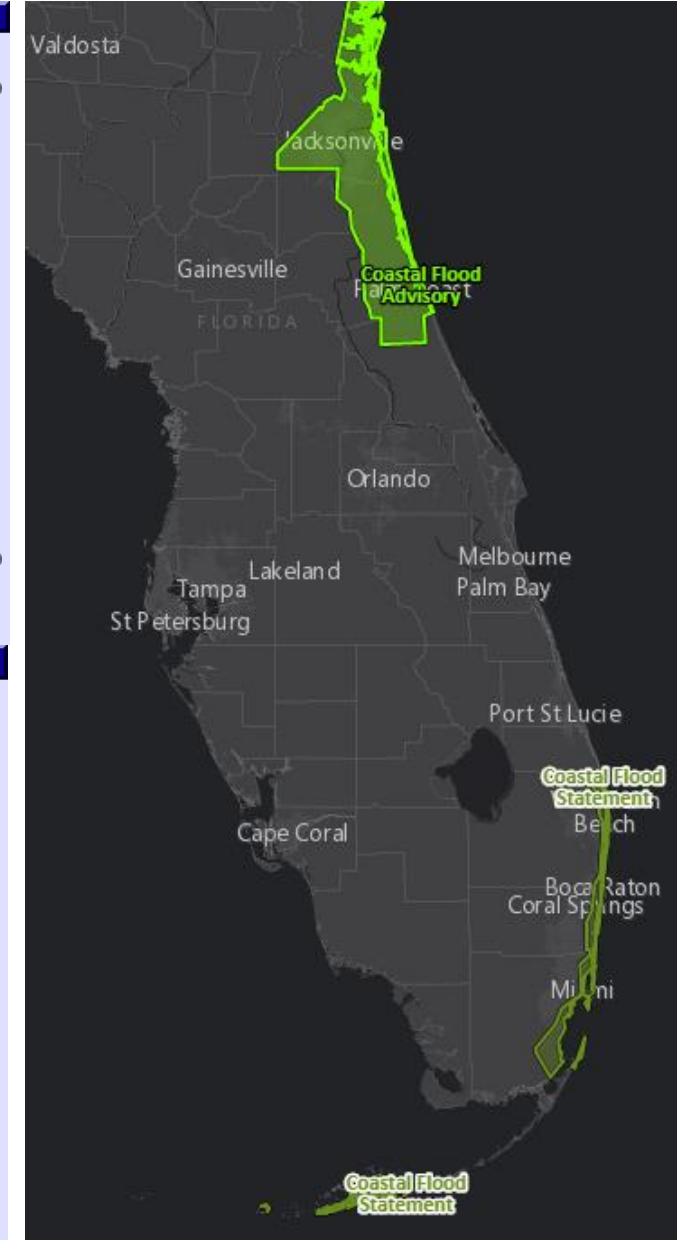 Valdosta
Jacksonville
Gainesville
Coastal Flood
Advisory
FLORIDA
Orlando
Melbourne
Palm Bay
Lakeland
Tampa
St Petersburg
Port St Lucie
Coastal Flood
Statement
Beach
Cape Coral
Boca Raton
Coral Springs
Miami
Coastal Flood
Statement